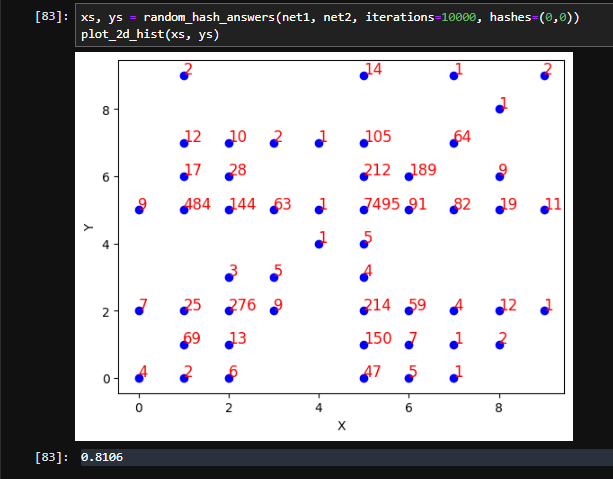 [83]: xs, ys = random_hash_answers(net1, net2, iterations=10000, hashes=(0,0))
plot_2d_hist(xs, ys)
2 14 1 2
8 1
12 10 2 1 105 64
6 17 28 212 189 9
9 484 144 63 1 7495 91 82 19 11
Y
4 1 5
3 5 4
2 7 25 276 9 214 59 4 12 1
69 13 150 7 1 2
0 4 2 6 47 5 1
0 2 4 6 8
X
[83]: 0.8106